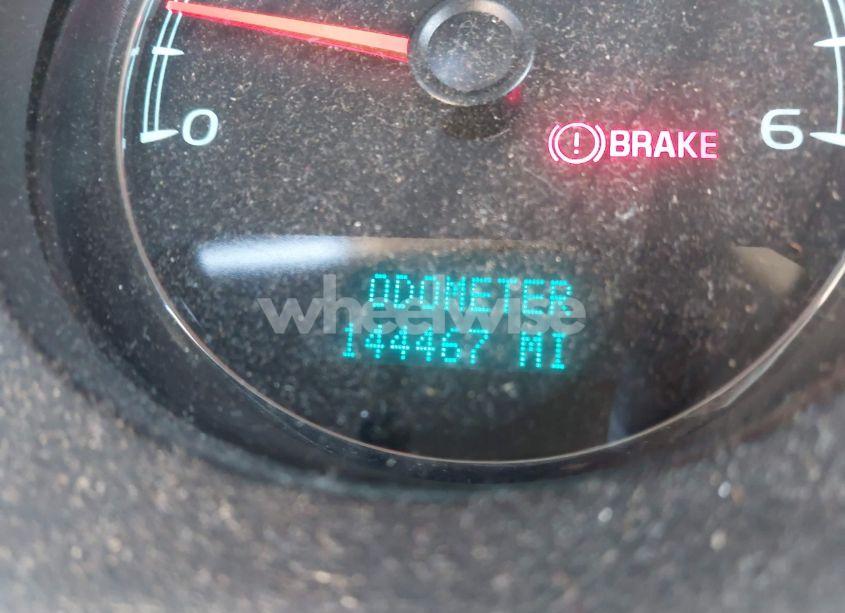 0
6
(!) BRAKE
wheelwise
ODOMETER
144467 MI